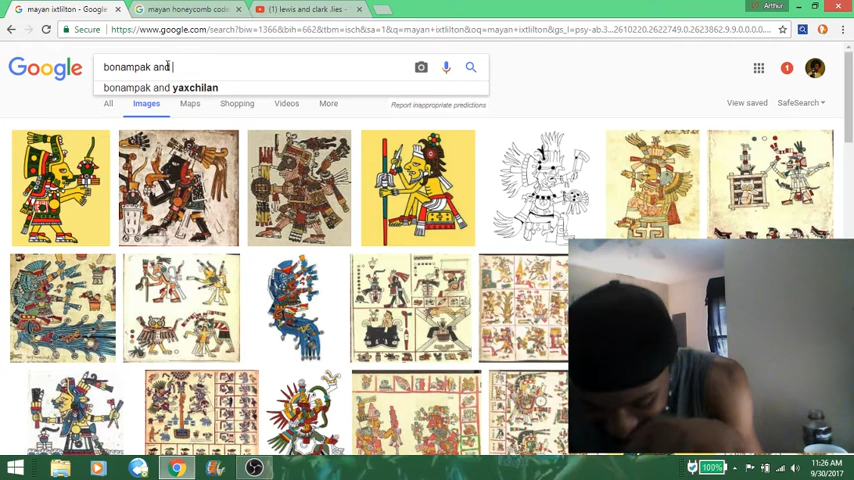 mayan ixtlilton - Google S
mayan honeycomb code
(1) lewis and clark .lies -
Arthur
Secure
https://www.google.com/search?biw=1366&bih=662&tbm=isch&sa=1&q=mayan+ixtlilton&oq=mayan+ixtlilton&gs_l=psy-ab.3...2610220.2619249.0.2623862.9.9.0.0.0.
Google
bonampak and
1
bonampak and yaxchilan
Report inappropriate predictions
All
Images
Maps
Shopping
Videos
More
View saved
SafeSearch
100%
11:26 AM
9/30/2017